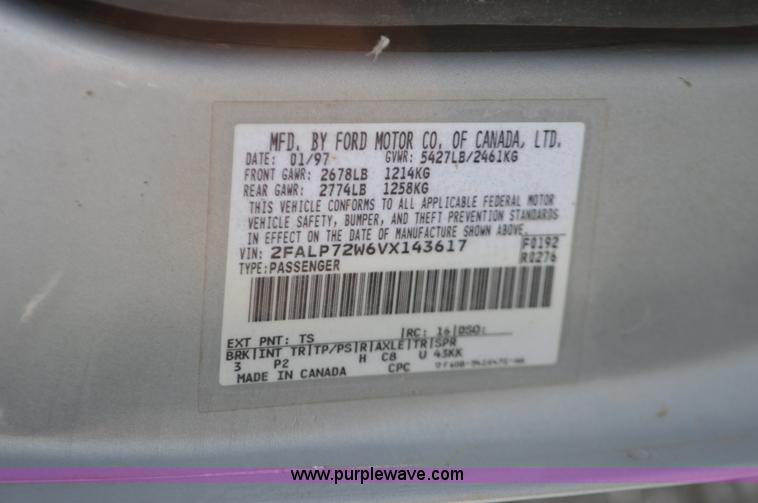 MFD. BY FORD MOTOR CO. OF CANADA, LTD.
DATE: 01/97 GVWR: 5427LB/2461KG
FRONT GAWR: 2678LB 1214KG
REAR GAWR: 2774LB 1258KG
THIS VEHICLE CONFORMS TO ALL APPLICABLE FEDERAL MOTOR
VEHICLE SAFETY, BUMPER, AND THEFT PREVENTION STANDARDS
IN EFFECT ON THE DATE OF MANUFACTURE SHOWN ABOVE.
VIN: 2FALP72W6VX143617 F0192
TYPE: PASSENGER R0276
EXT PNT: TS |RC: 16|DSO:
BRK|INT TR|TP/PS|R|AXLE|TR|SPR
3 P2 H C8 U 43KK
MADE IN CANADA CPC
www.purplewave.com